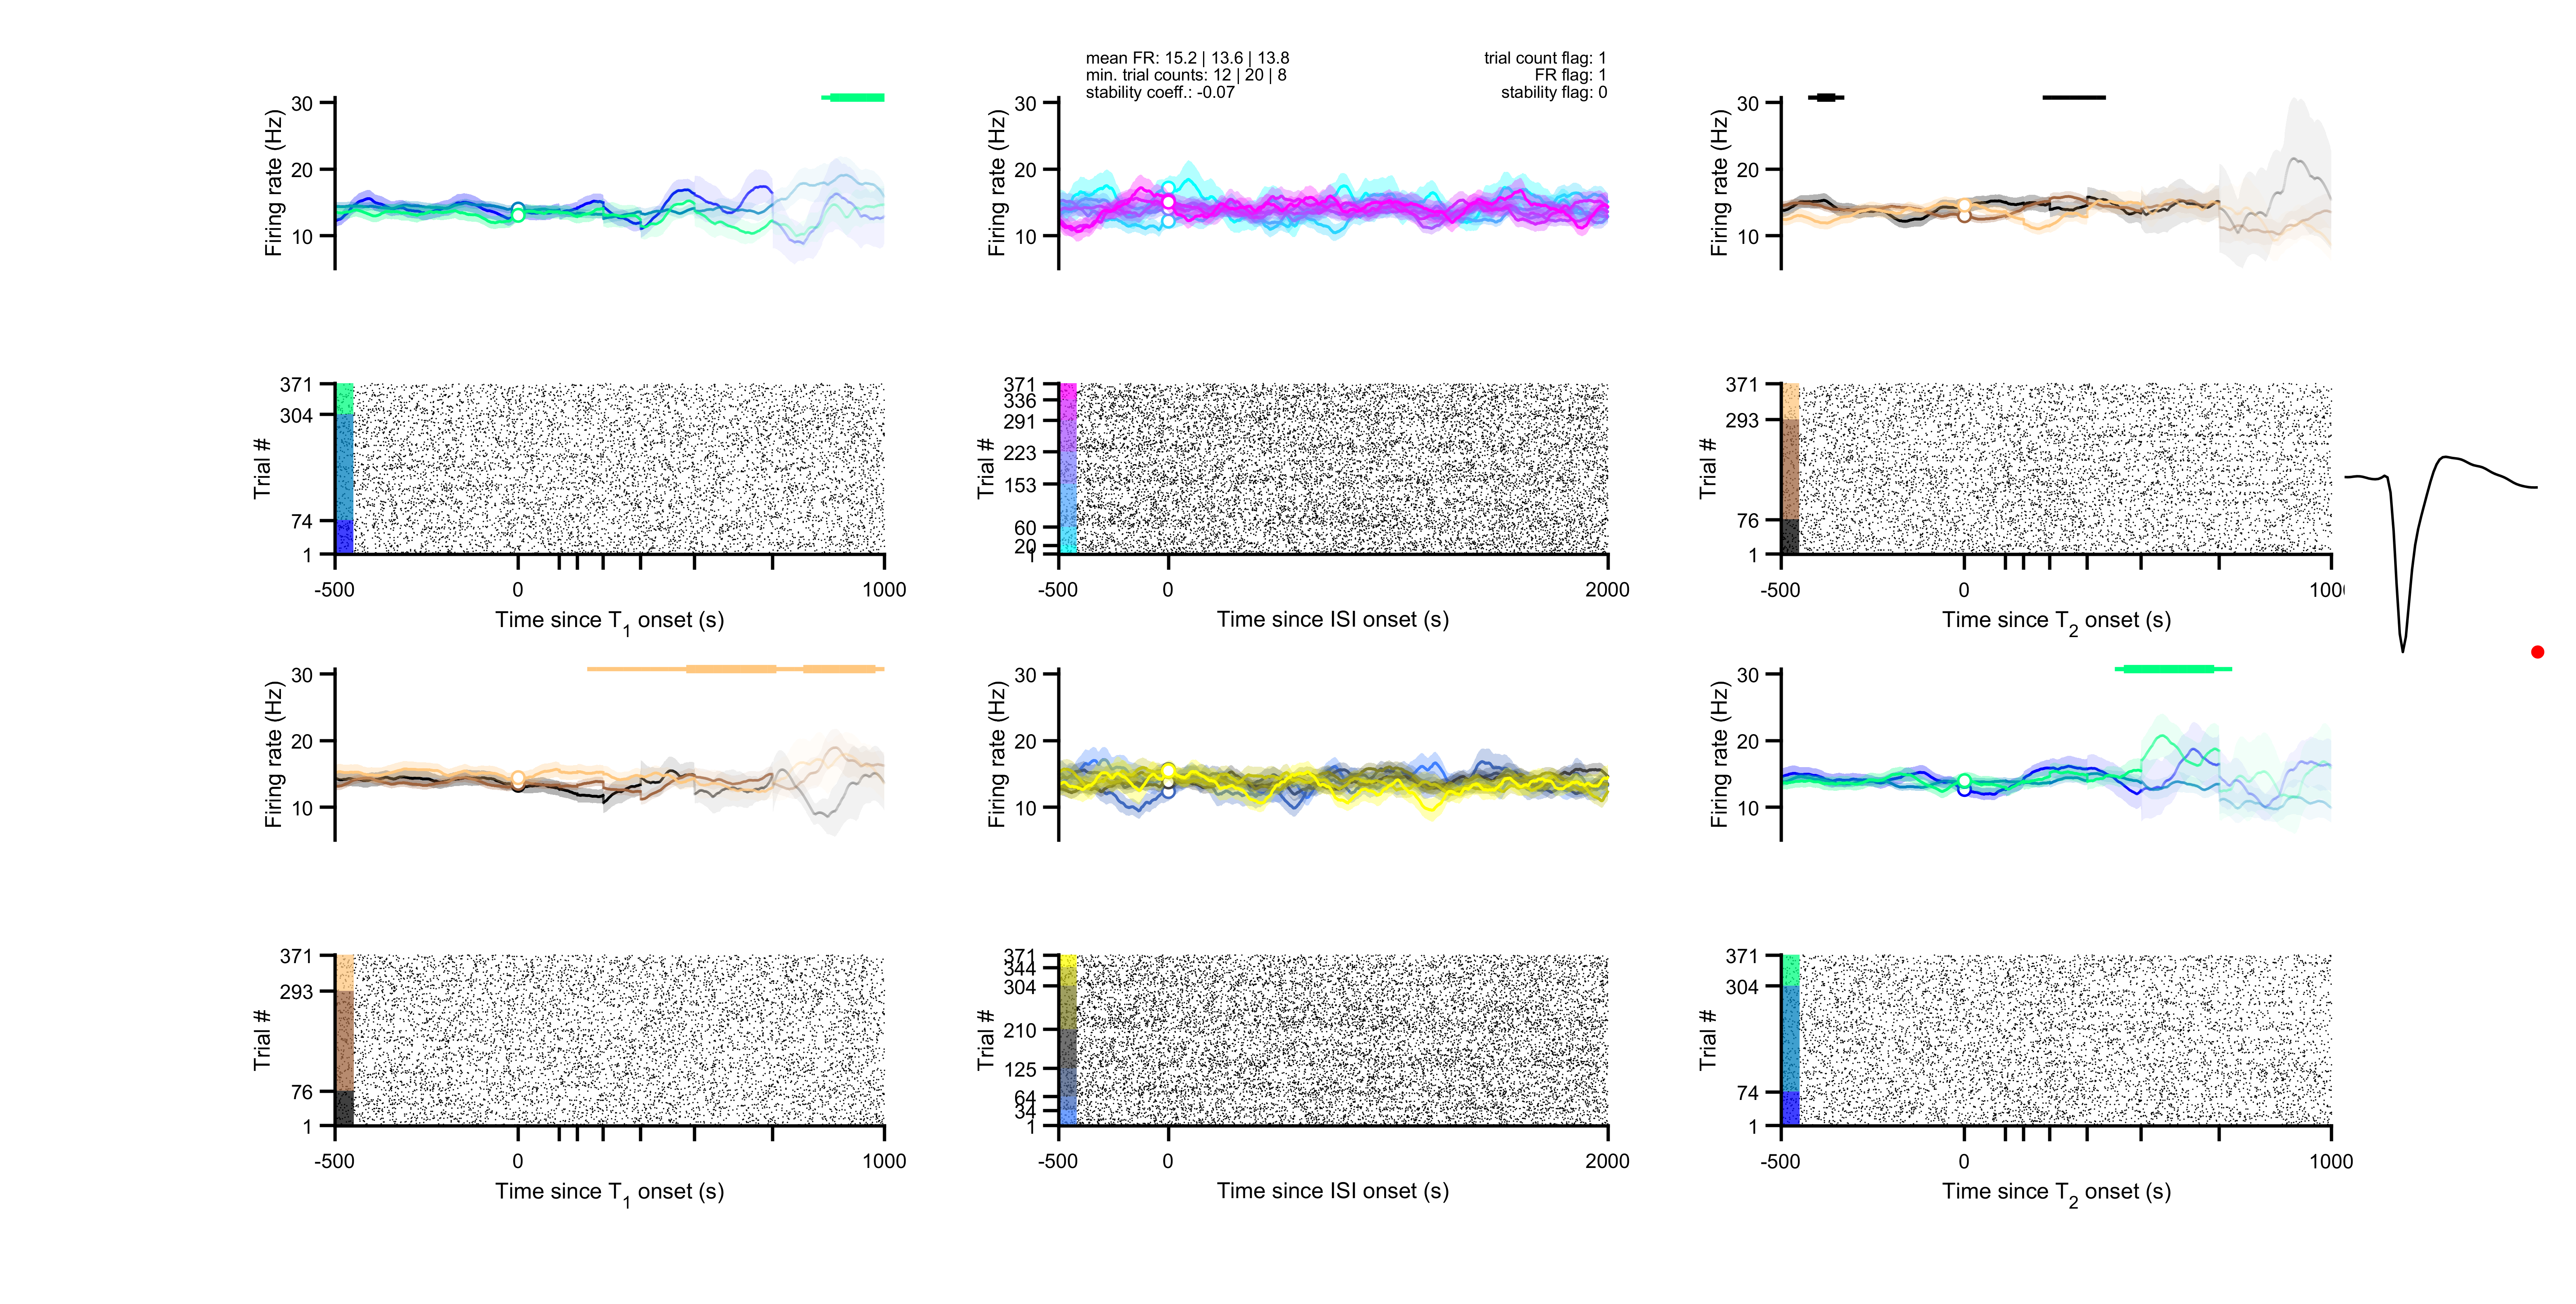 mean FR: 15.2 | 13.6 | 13.8
min. trial counts: 12 | 20 | 8
stability coeff.: -0.07
trial count flag: 1
FR flag: 1
stability flag: 0
30
20
10
Firing rate (Hz)
30
20
10
Firing rate (Hz)
30
20
10
Firing rate (Hz)
371
304
74
1
Trial #
-500
0
1000
Time since T1 onset (s)
371
336
291
223
153
60
20
1
Trial #
-500
0
2000
Time since ISI onset (s)
371
293
76
1
Trial #
-500
0
100
Time since T2 onset (s)
30
20
10
Firing rate (Hz)
30
20
10
Firing rate (Hz)
30
20
10
Firing rate (Hz)
371
293
76
1
Trial #
-500
0
1000
Time since T1 onset (s)
371
344
304
210
125
64
34
1
Trial #
-500
0
2000
Time since ISI onset (s)
371
304
74
1
Trial #
-500
0
1000
Time since T2 onset (s)